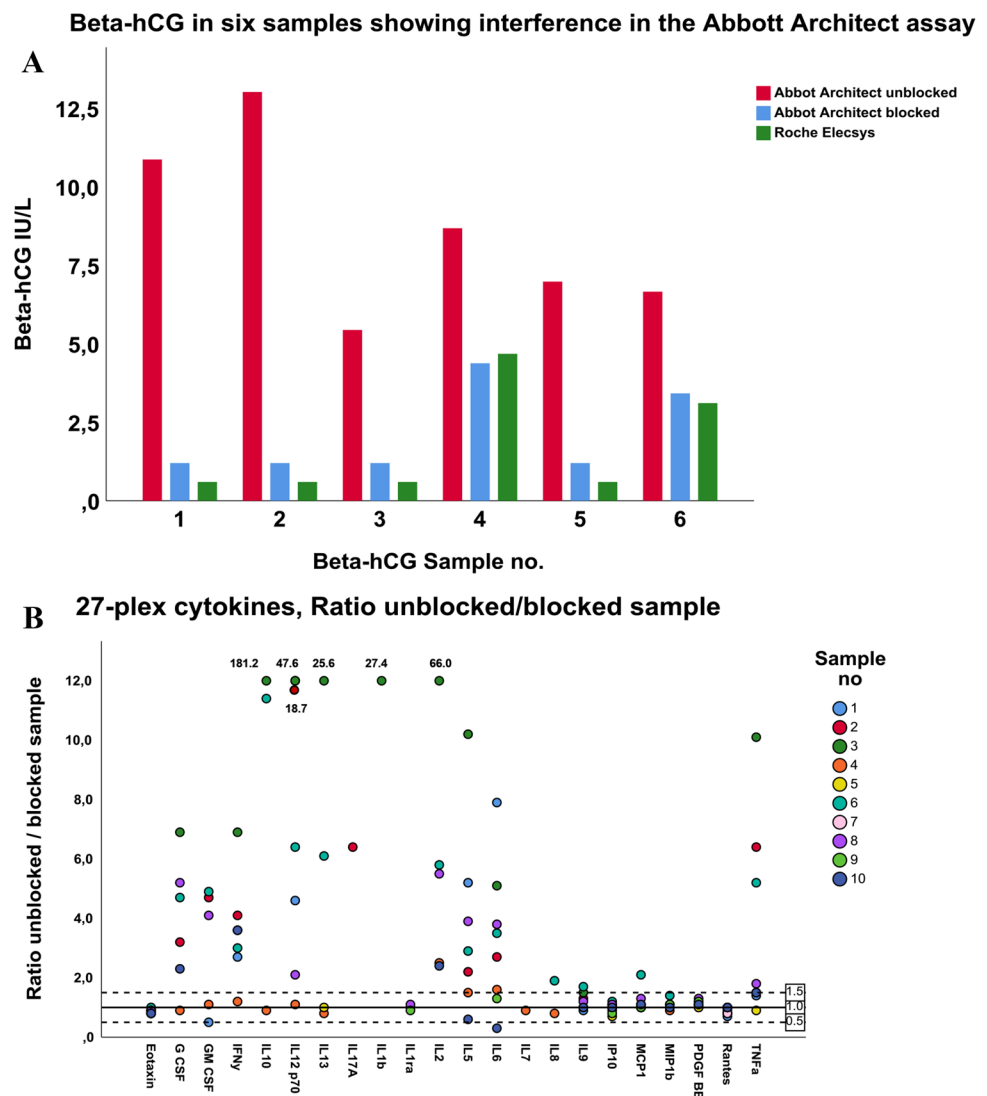 Beta-hCG in six samples showing interference in the Abbott Architect assay
A
Abbot Architect unblocked
Abbot Architect blocked
Roche Elecsys
Beta-hCG IU/L
12,5
10,0
7,5
5,0
2,5
,0
1 2 3 4 5 6
Beta-hCG Sample no.
B
27-plex cytokines, Ratio unblocked/blocked sample
Ratio unblocked / blocked sample
181.2 47.6 25.6 27.4 66.0
18.7
12,0
10,0
8,0
6,0
4,0
2,0
,0
1.5
1.0
0.5
Sample
no
1
2
3
4
5
6
7
8
9
10
Eotaxin
G CSF
GM CSF
IFNy
IL10
IL12 p70
IL13
IL17A
IL1b
IL1ra
IL2
IL5
IL6
IL7
IL8
IL9
IP10
MCP1
MIP1b
PDGF BB
Rantes
TNFa